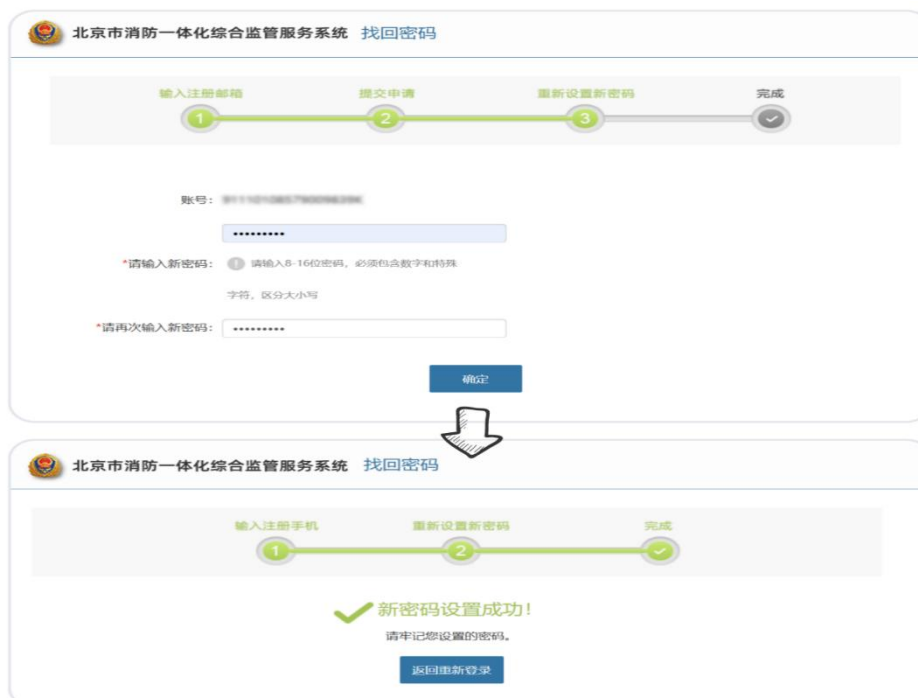 北京市消防一体化综合监管服务系统 找回密码
输入注册邮箱 提交申请 重新设置新密码 完成
1 2 3
账号：
•••••••••
*请输入新密码： 请输入8-16位密码，必须包含数字和特殊
字符，区分大小写
*请再次输入新密码： •••••••••
确定
北京市消防一体化综合监管服务系统 找回密码
输入注册手机 重新设置新密码 完成
1 2
新密码设置成功！
请牢记您设置的密码。
返回重新登录